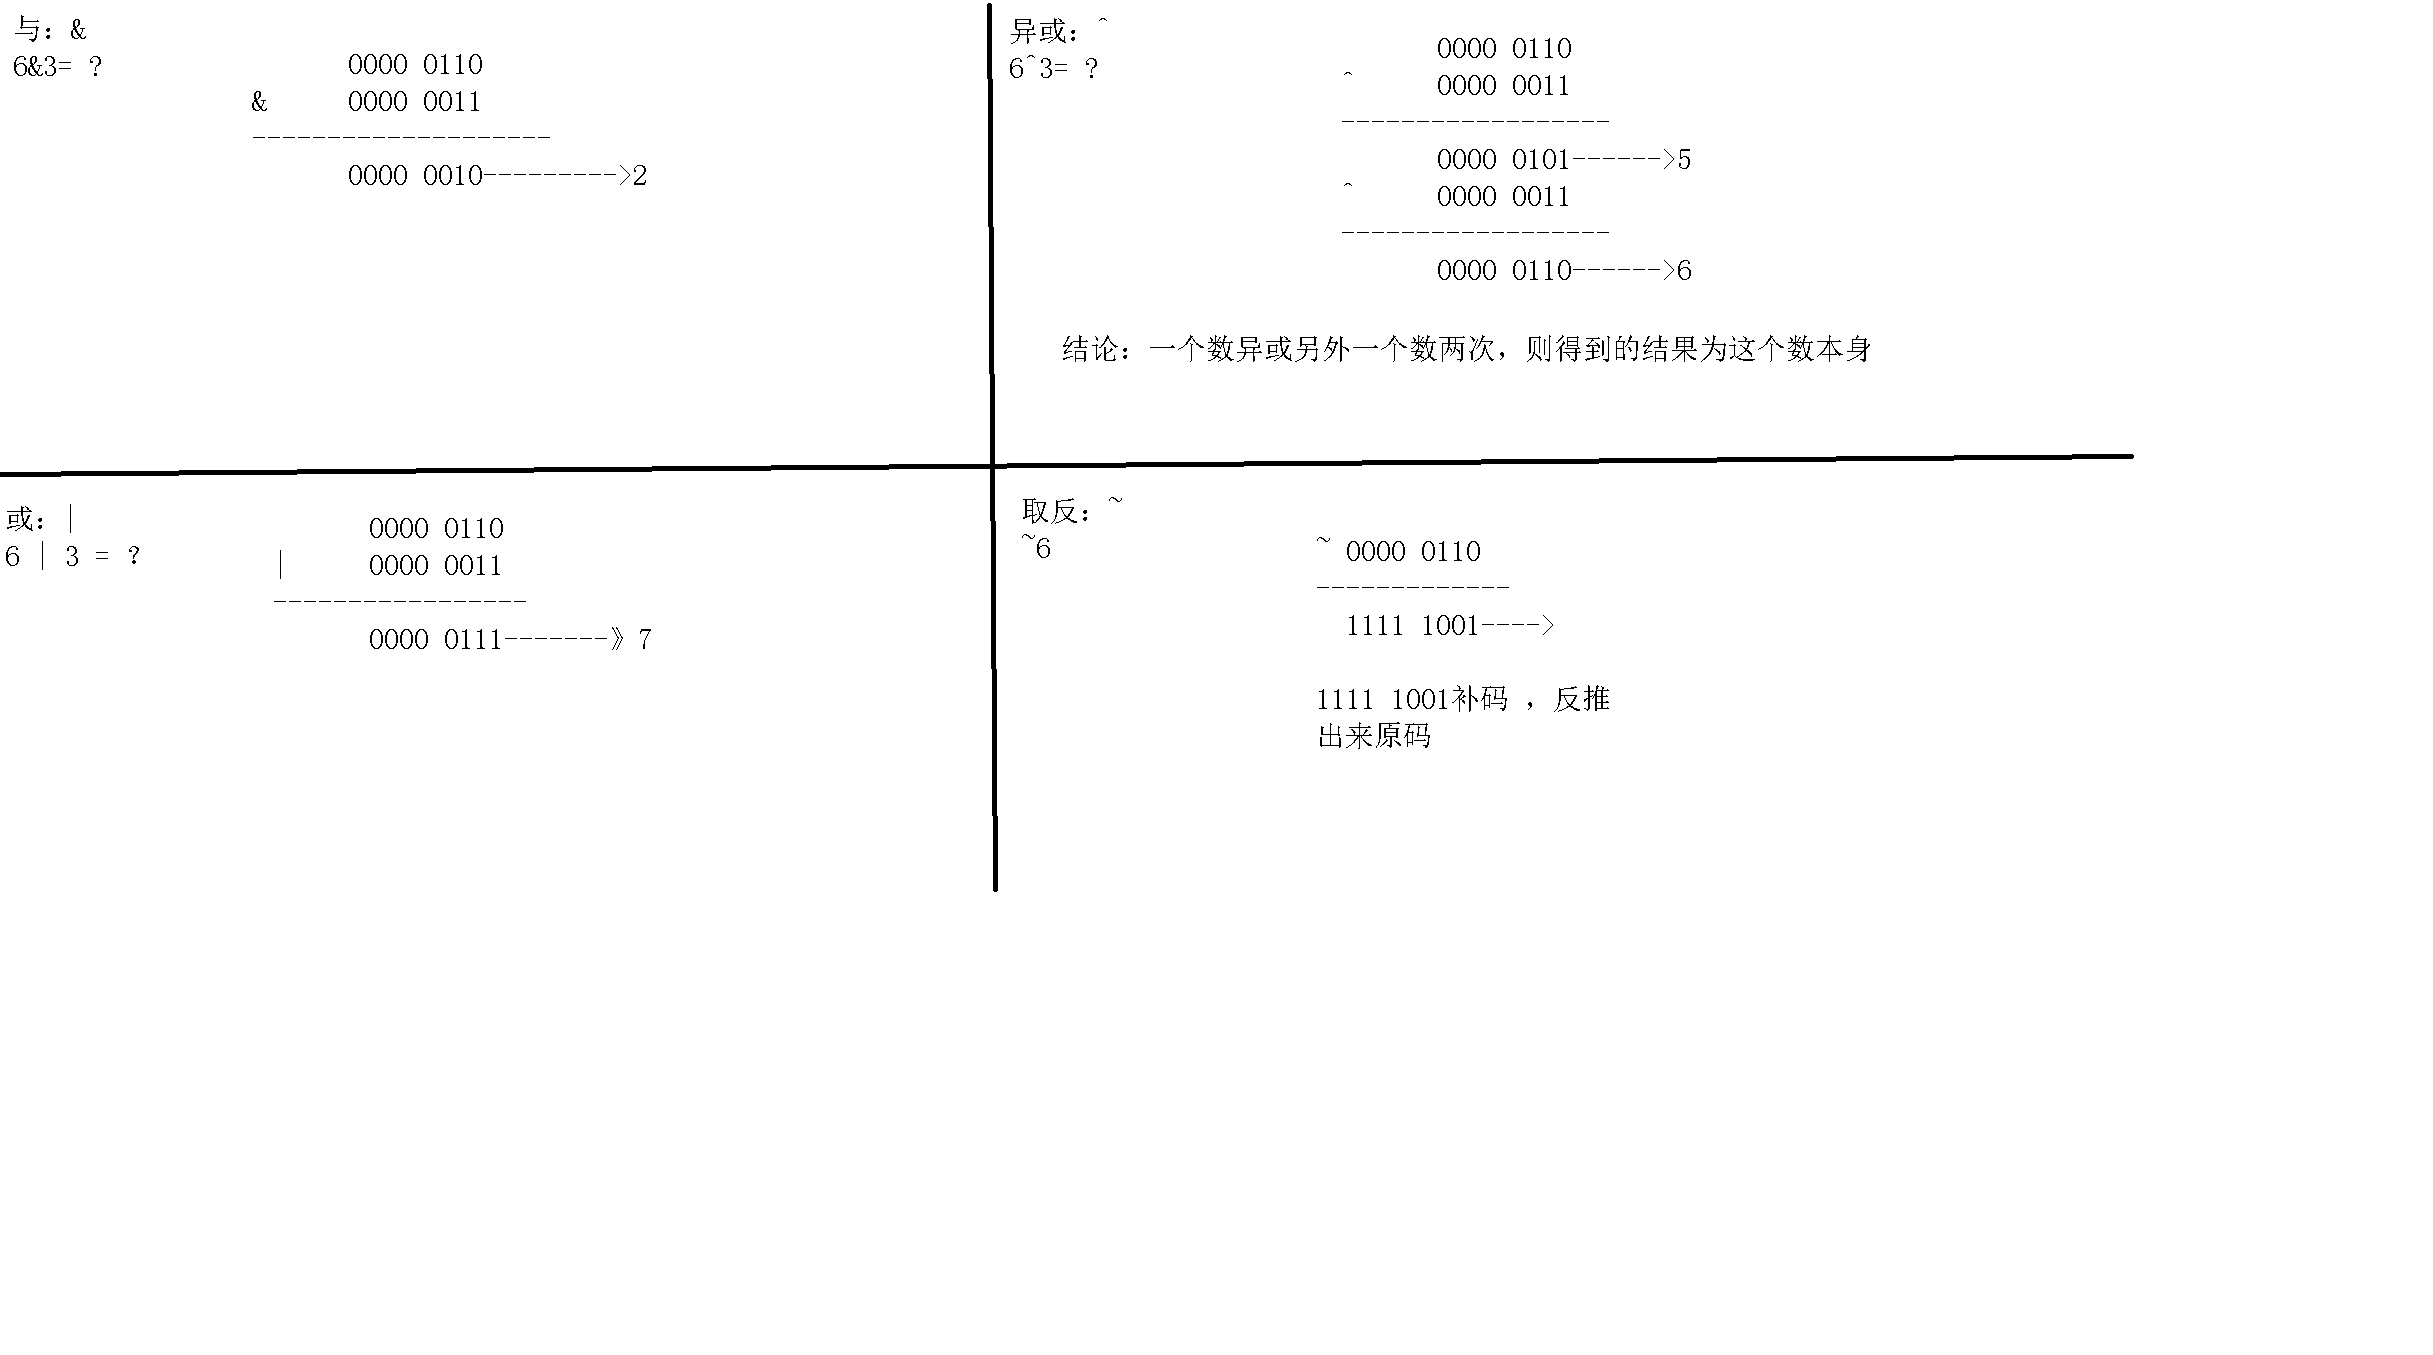 与：&
6&3= ?
0000 0110
& 0000 0011
--------------------
0000 0010--------->2
异或：^
6^3= ?
0000 0110
^ 0000 0011
------------------
0000 0101------>5
^ 0000 0011
------------------
0000 0110------>6
结论：一个数异或另外一个数两次，则得到的结果为这个数本身
或：|
6 | 3 = ?
0000 0110
| 0000 0011
-----------------
0000 0111-------》7
取反：~
~6
~ 0000 0110
-------------
1111 1001---->
1111 1001补码 ，反推
出来原码